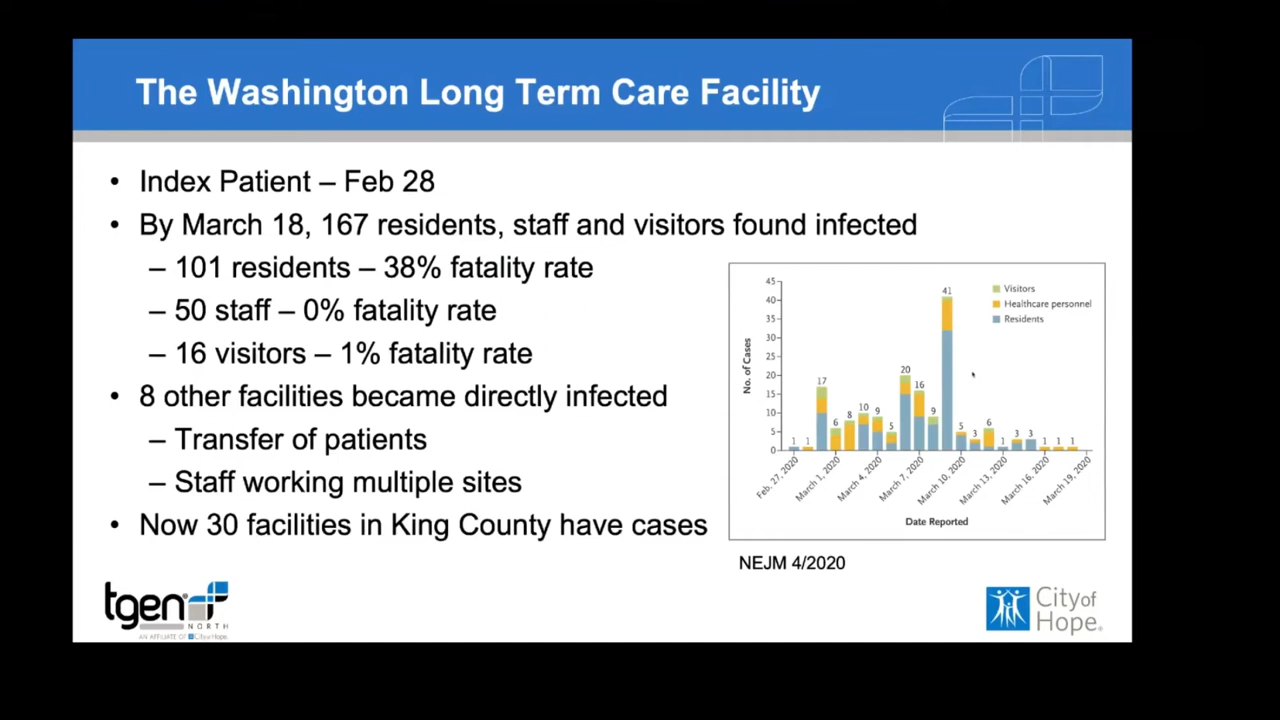 The Washington Long Term Care Facility
• Index Patient – Feb 28
• By March 18, 167 residents, staff and visitors found infected
– 101 residents – 38% fatality rate
– 50 staff – 0% fatality rate
– 16 visitors – 1% fatality rate
• 8 other facilities became directly infected
– Transfer of patients
– Staff working multiple sites
• Now 30 facilities in King County have cases
No. of Cases
45
40
35
30
25
20
15
10
5
0
1 1 17 6 8 10 9 5 20 16 9 41 5 3 6 1 3 3 1 1 1
Visitors
Healthcare personnel
Residents
Feb. 27, 2020
March 1, 2020
March 4, 2020
March 7, 2020
March 10, 2020
March 13, 2020
March 16, 2020
March 19, 2020
Date Reported
NEJM 4/2020
tgen®
NORTH
AN AFFILIATE OF City of Hope.
City of
Hope®